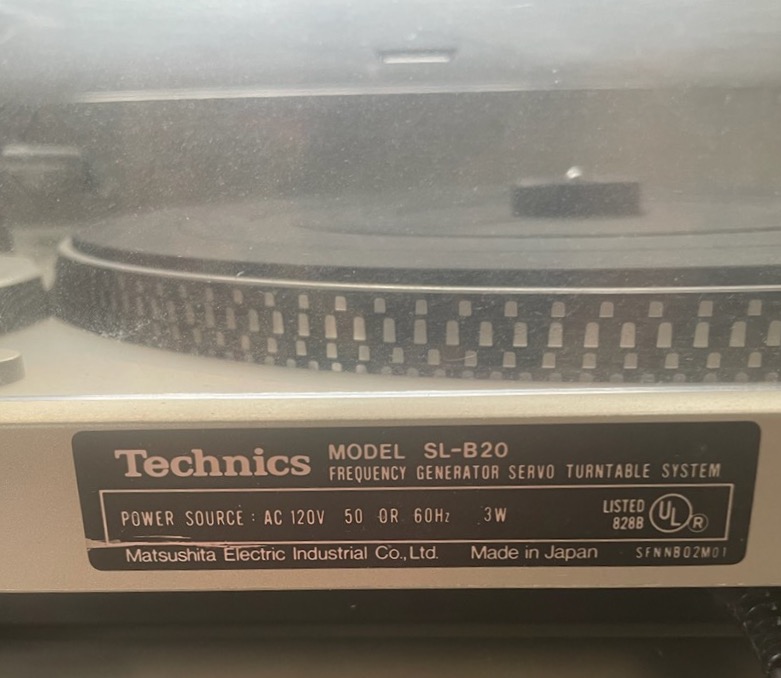 Technics MODEL SL-B20
FREQUENCY GENERATOR SERVO TURNTABLE SYSTEM
POWER SOURCE : AC 120V 50 OR 60Hz 3W
LISTED
828B
UL
R
Matsushita Electric Industrial Co., Ltd. Made in Japan SFNNB02M01